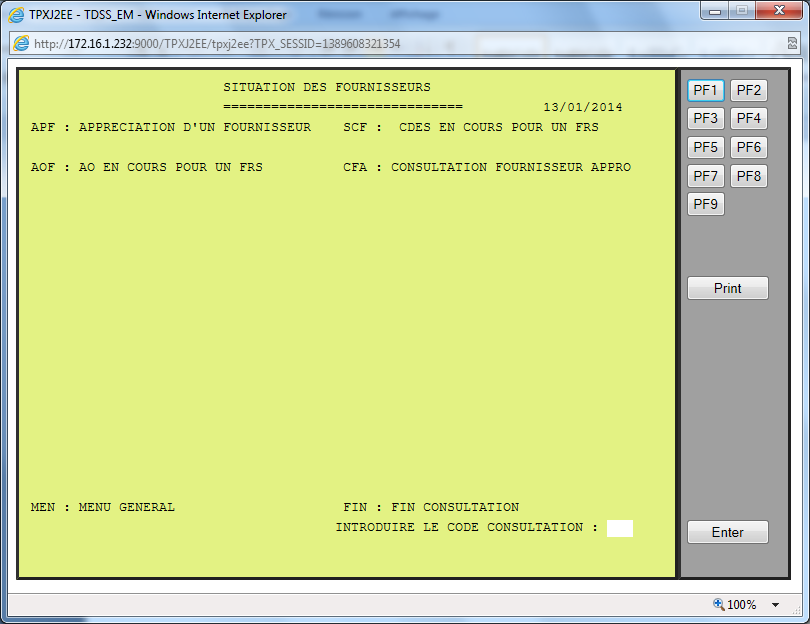 TPXJ2EE - TDSS_EM - Windows Internet Explorer
http://172.16.1.232:9000/TPXJ2EE/tpxj2ee?TPX_SESSID=1389608321354
SITUATION DES FOURNISSEURS
============================== 13/01/2014
APF : APPRECIATION D'UN FOURNISSEUR SCF : CDES EN COURS POUR UN FRS
AOF : AO EN COURS POUR UN FRS CFA : CONSULTATION FOURNISSEUR APPRO
MEN : MENU GENERAL FIN : FIN CONSULTATION
INTRODUIRE LE CODE CONSULTATION :
PF1 PF2
PF3 PF4
PF5 PF6
PF7 PF8
PF9
Print
Enter
100%